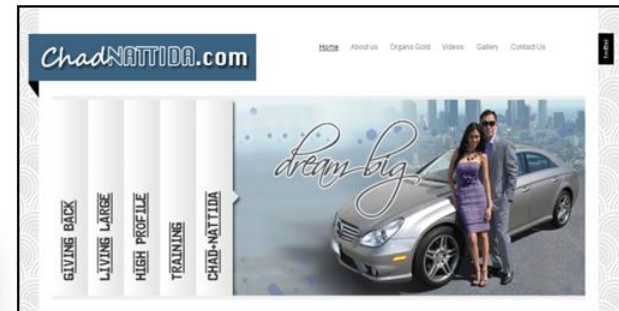 ChadNATTIDA.com
Home About us Organo Gold Videos Gallery Contact Us
Twitter
GIVING BACK
LIVING LARGE
HIGH PROFILE
TRAINING
CHAD-NATTIDA
dream big